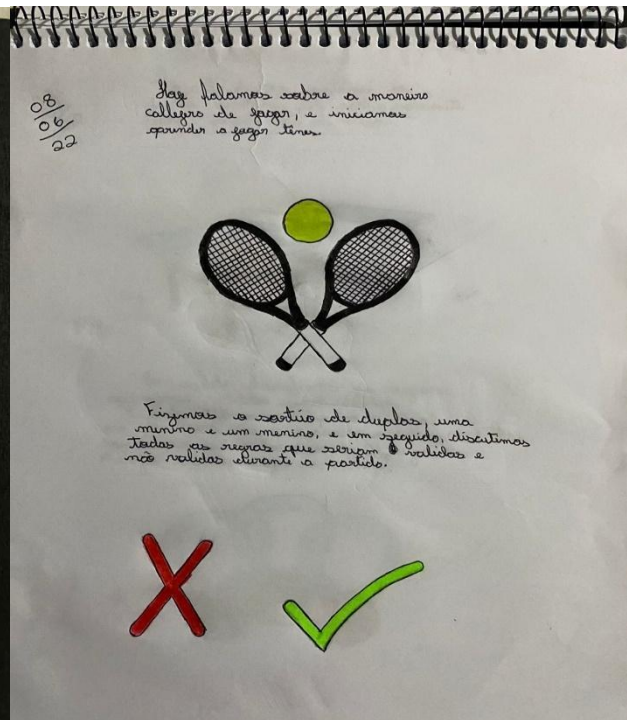 08
06
22
Hoje falamos sobre a maneira
callegro de jogar, e iniciamos
aprender a jogar tênis.
Fizemos o sorteio de duplas, uma
menina e um menino, e em seguida, discutimos
todas as regras que seriam validas e
não validas durante a partida.